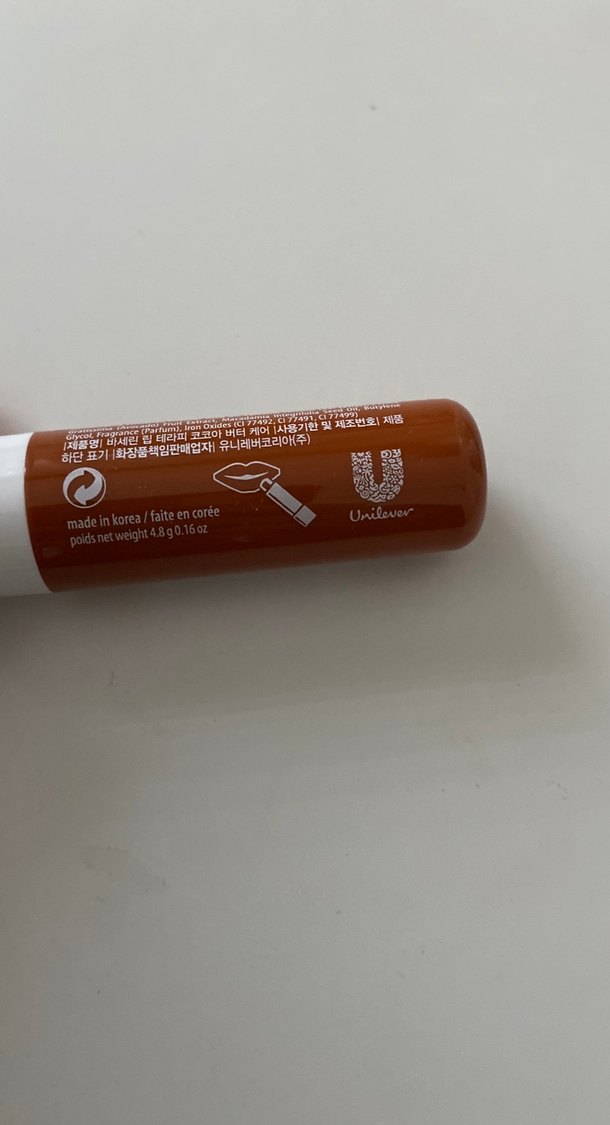 (Avocado) Fruit Extract, Macadamia Integrifolia Seed Oil, Butylene
Glycol, Fragrance (Parfum), Iron Oxides (CI 77492, CI 77491, CI 77499)
|제품명| 바세린 립 테라피 코코아 버터 케어 |사용기한 및 제조번호| 제품
하단 표기 |화장품책임판매업자| 유니레버코리아(주)
made in korea / faite en corée
poids net weight 4.8 g 0.16 oz
Unilever